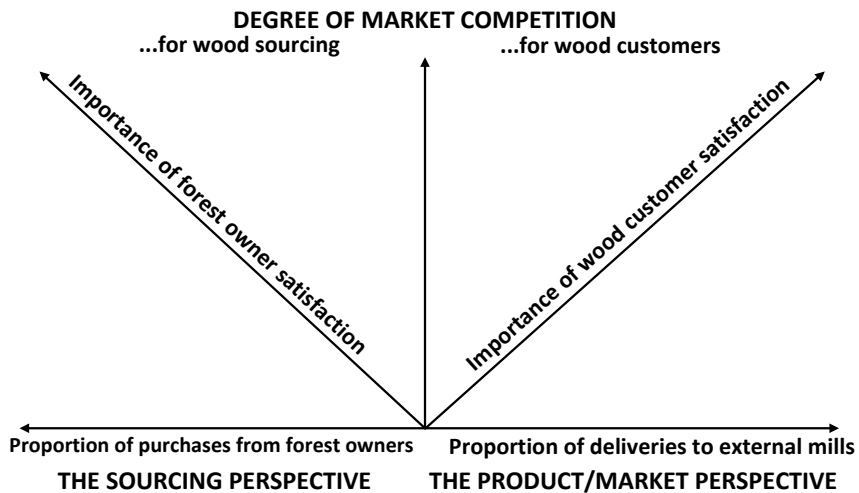 DEGREE OF MARKET COMPETITION
...for wood sourcing
...for wood customers
Importance of forest owner satisfaction
Importance of wood customer satisfaction
Proportion of purchases from forest owners
Proportion of deliveries to external mills
THE SOURCING PERSPECTIVE
THE PRODUCT/MARKET PERSPECTIVE